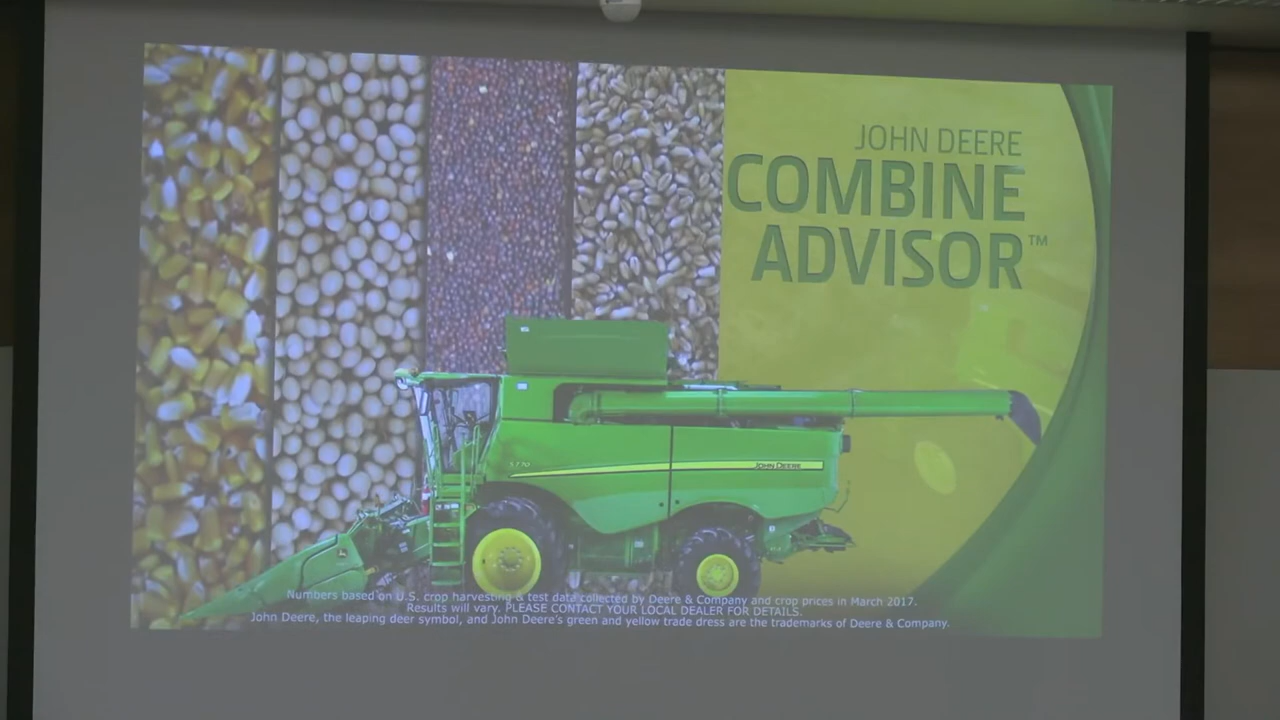 JOHN DEERE
COMBINE
ADVISOR™
S770
JOHN DEERE
Numbers based on U.S. crop harvesting & test data collected by Deere & Company and crop prices in March 2017.
Results will vary. PLEASE CONTACT YOUR LOCAL DEALER FOR DETAILS.
John Deere, the leaping deer symbol, and John Deere's green and yellow trade dress are the trademarks of Deere & Company.